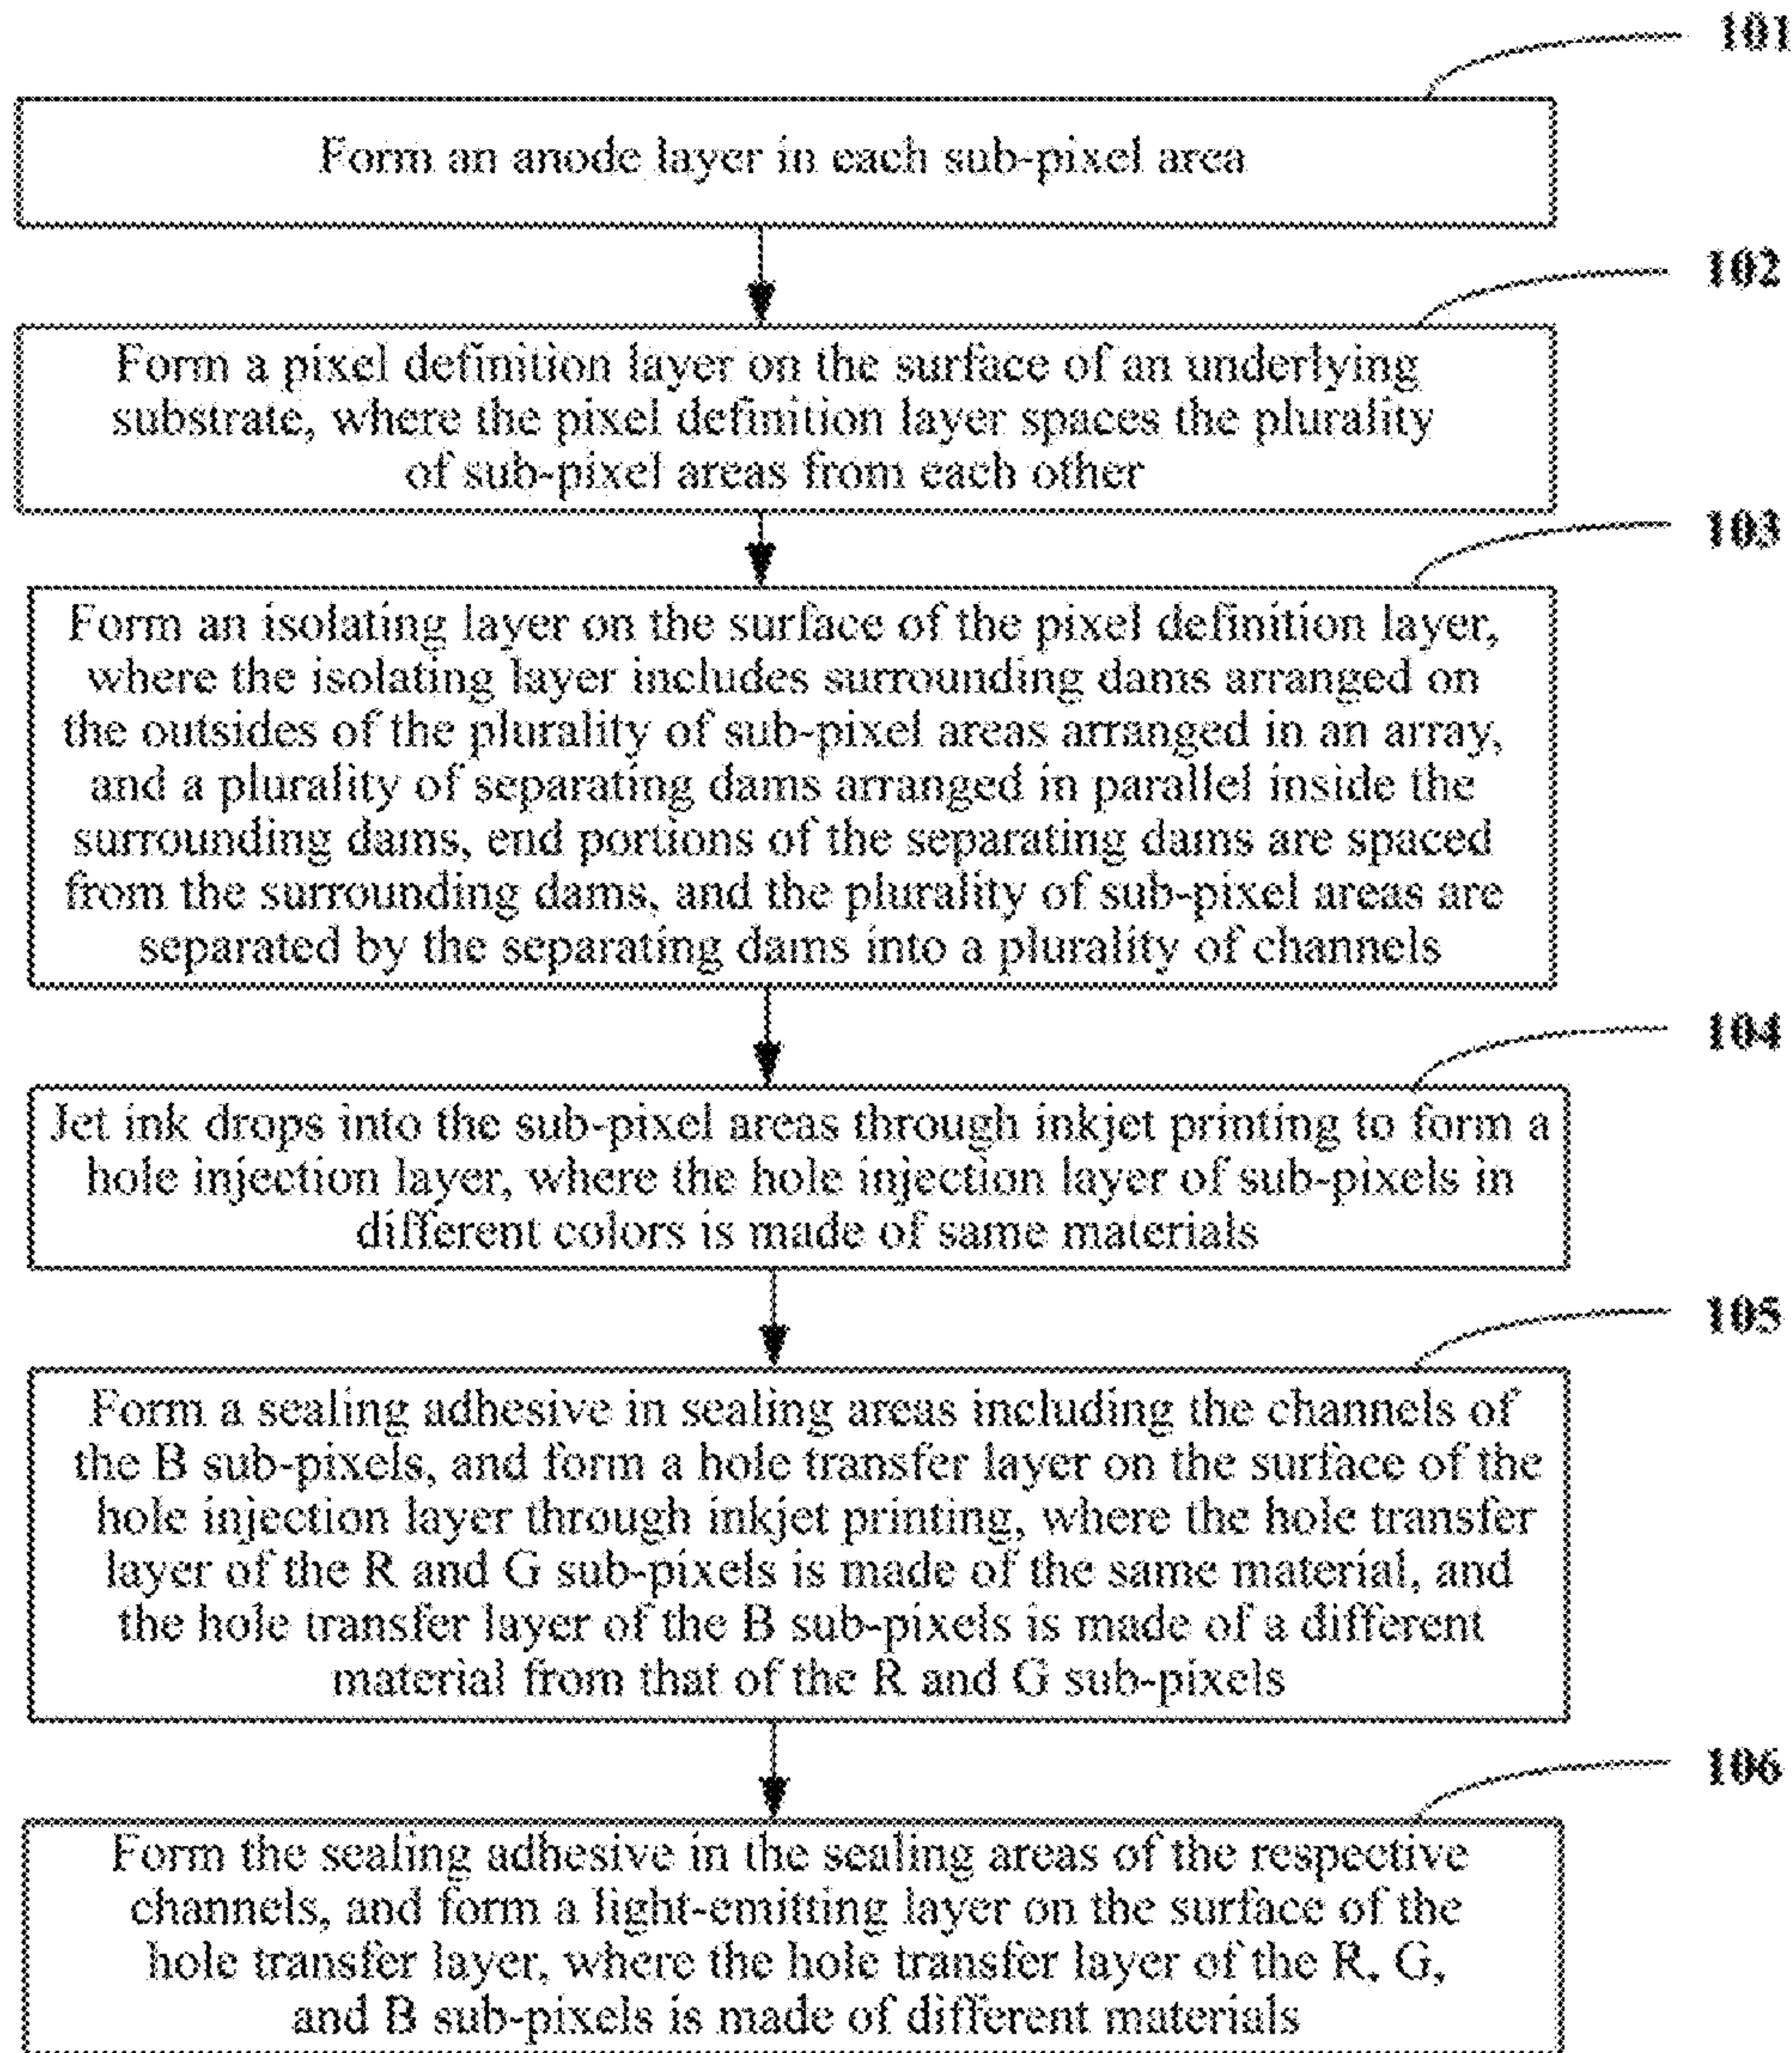 101
Form an anode layer in each sub-pixel area
102
Form a pixel definition layer on the surface of an underlying
substrate, where the pixel definition layer spaces the plurality
of sub-pixel areas from each other
103
Form an isolating layer on the surface of the pixel definition layer,
where the isolating layer includes surrounding dams arranged on
the outsides of the plurality of sub-pixel areas arranged in an array,
and a plurality of separating dams arranged in parallel inside the
surrounding dams, end portions of the separating dams are spaced
from the surrounding dams, and the plurality of sub-pixel areas are
separated by the separating dams into a plurality of channels
104
Jet ink drops into the sub-pixel areas through inkjet printing to form a
hole injection layer, where the hole injection layer of sub-pixels in
different colors is made of same materials
105
Form a sealing adhesive in sealing areas including the channels of
the B sub-pixels, and form a hole transfer layer on the surface of the
hole injection layer through inkjet printing, where the hole transfer
layer of the R and G sub-pixels is made of the same material, and
the hole transfer layer of the B sub-pixels is made of a different
material from that of the R and G sub-pixels
106
Form the sealing adhesive in the sealing areas of the respective
channels, and form a light-emitting layer on the surface of the
hole transfer layer, where the hole transfer layer of the R, G,
and B sub-pixels is made of different materials